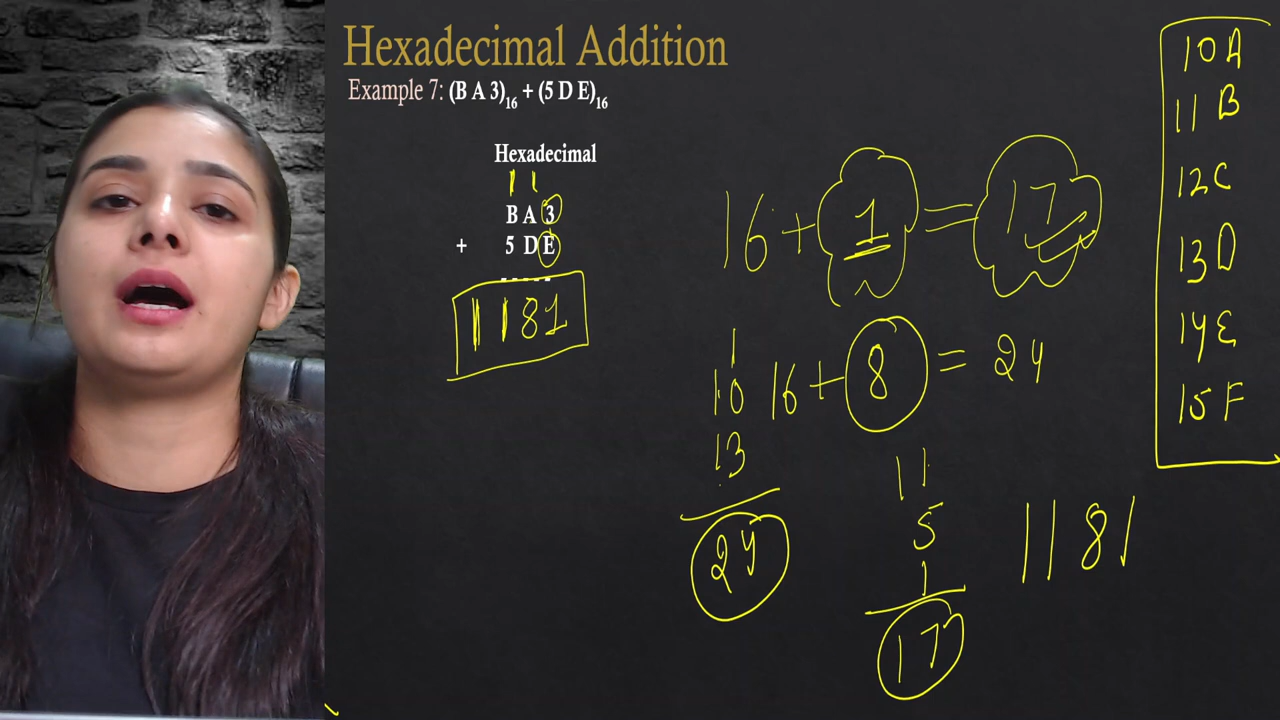 Hexadecimal Addition
Example 7: (B A 3)16 + (5 D E)16
Hexadecimal
1 1
B A 3
+ 5 D E
- - - -
1181
16 + 1 = 17
1
10
13
24
16 + 8 = 24
11
5
1
17
1181
10 A
11 B
12 C
13 D
14 E
15 F